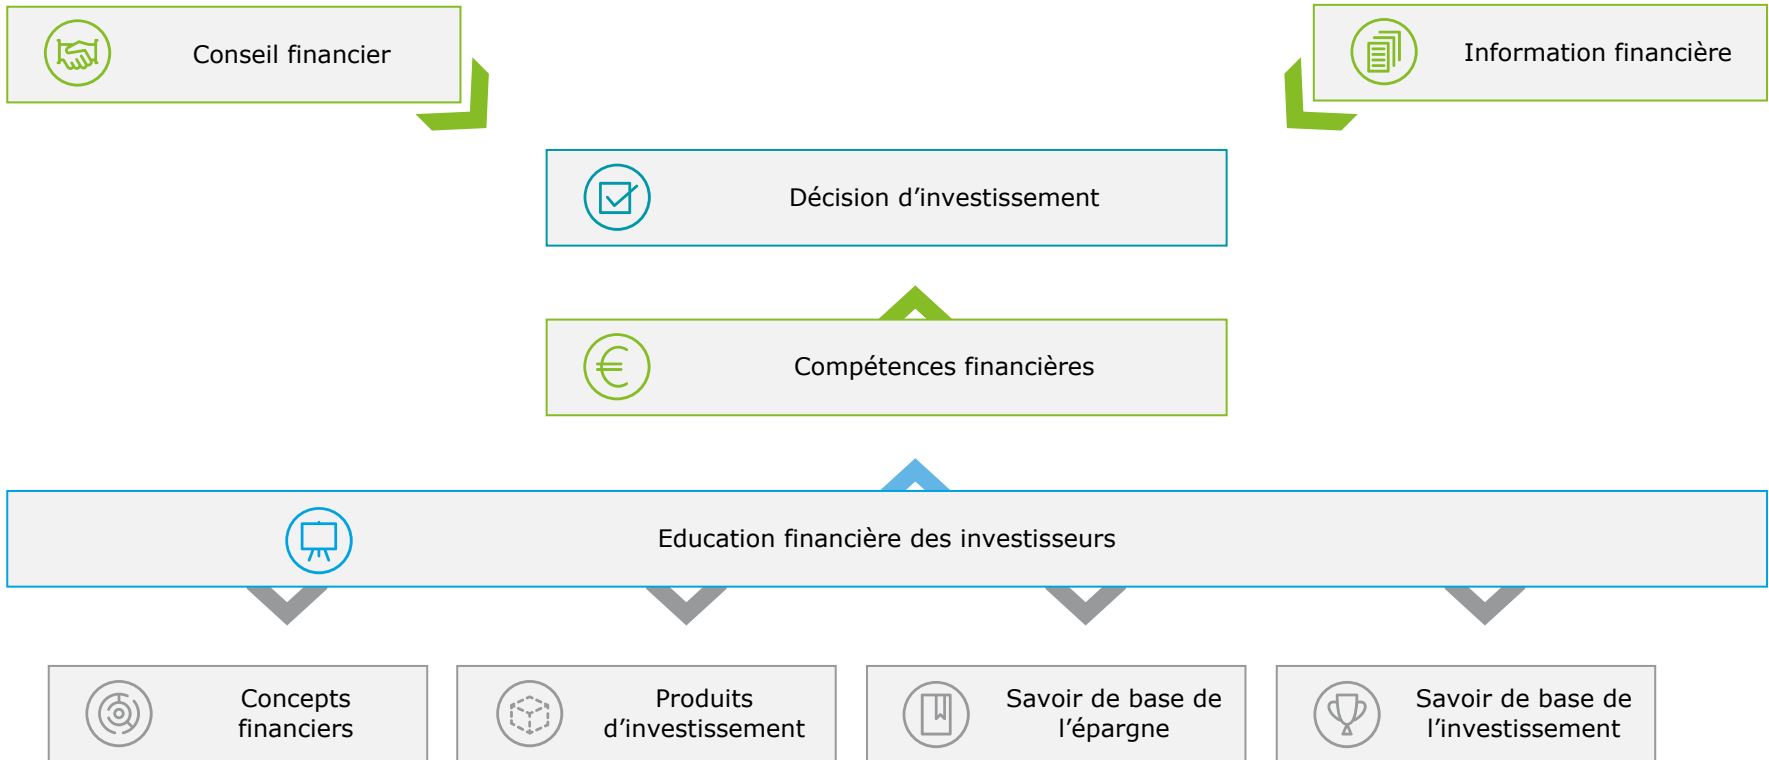 Conseil financier
Information financière
Décision d’investissement
Compétences financières
Education financière des investisseurs
Concepts
financiers
Produits
d’investissement
Savoir de base de
l’épargne
Savoir de base de
l’investissement